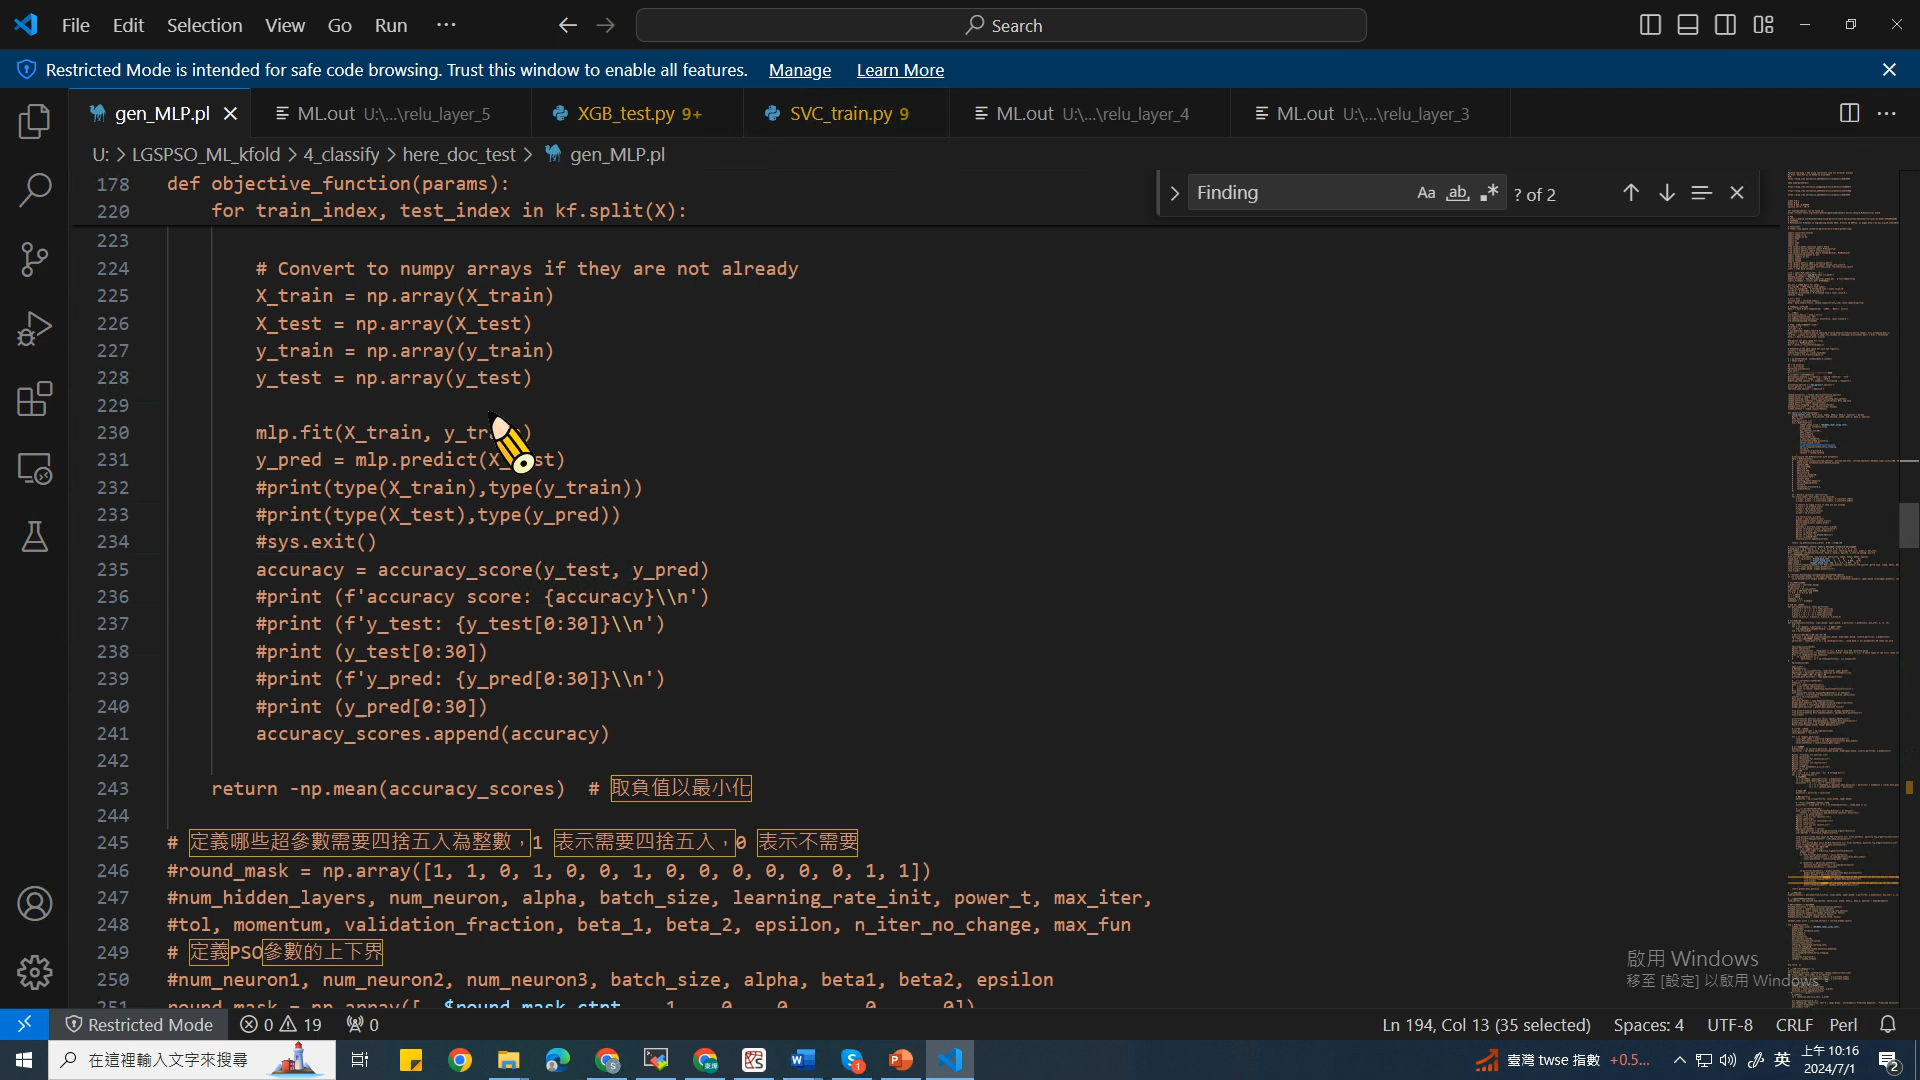 File Edit Selection View Go Run ··· Search
Restricted Mode is intended for safe code browsing. Trust this window to enable all features. Manage Learn More
gen_MLP.pl ML.out U:\...\relu_layer_5 XGB_test.py 9+ SVC_train.py 9 ML.out U:\...\relu_layer_4 ML.out U:\...\relu_layer_3
U: > LGSPSO_ML_kfold > 4_classify > here_doc_test > gen_MLP.pl
Finding Aa ab ? of 2
178 def objective_function(params):
220 for train_index, test_index in kf.split(X):
223
224 # Convert to numpy arrays if they are not already
225 X_train = np.array(X_train)
226 X_test = np.array(X_test)
227 y_train = np.array(y_train)
228 y_test = np.array(y_test)
229
230 mlp.fit(X_train, y_train)
231 y_pred = mlp.predict(X_test)
232 #print(type(X_train),type(y_train))
233 #print(type(X_test),type(y_pred))
234 #sys.exit()
235 accuracy = accuracy_score(y_test, y_pred)
236 #print (f'accuracy score: {accuracy}\\n')
237 #print (f'y_test: {y_test[0:30]}\\n')
238 #print (y_test[0:30])
239 #print (f'y_pred: {y_pred[0:30]}\\n')
240 #print (y_pred[0:30])
241 accuracy_scores.append(accuracy)
242
243 return -np.mean(accuracy_scores) # 取負值以最小化
244
245 # 定義哪些超參數需要四捨五入為整數，1 表示需要四捨五入，0 表示不需要
246 #round_mask = np.array([1, 1, 0, 1, 0, 0, 1, 0, 0, 0, 0, 0, 0, 1, 1])
247 #num_hidden_layers, num_neuron, alpha, batch_size, learning_rate_init, power_t, max_iter,
248 #tol, momentum, validation_fraction, beta_1, beta_2, epsilon, n_iter_no_change, max_fun
249 # 定義PSO參數的上下界
250 #num_neuron1, num_neuron2, num_neuron3, batch_size, alpha, beta1, beta2, epsilon
251 round_mask = np.array([ $round_mask_ctnt 1, 0, 0, 0, 0])
啟用 Windows
移至 [設定] 以啟用 Windows。
Restricted Mode 0 19 0 Ln 194, Col 13 (35 selected) Spaces: 4 UTF-8 CRLF Perl
在這裡輸入文字來搜尋 臺灣 twse 指數 +0.5... 英 上午 10:16
2024/7/1 2